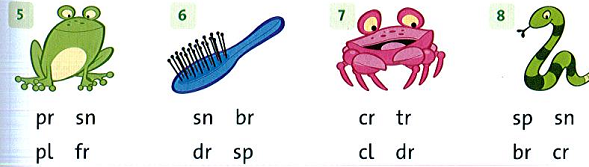 5 6 7 8
pr sn sn br cr tr sp sn
pl fr dr sp cl dr br cr